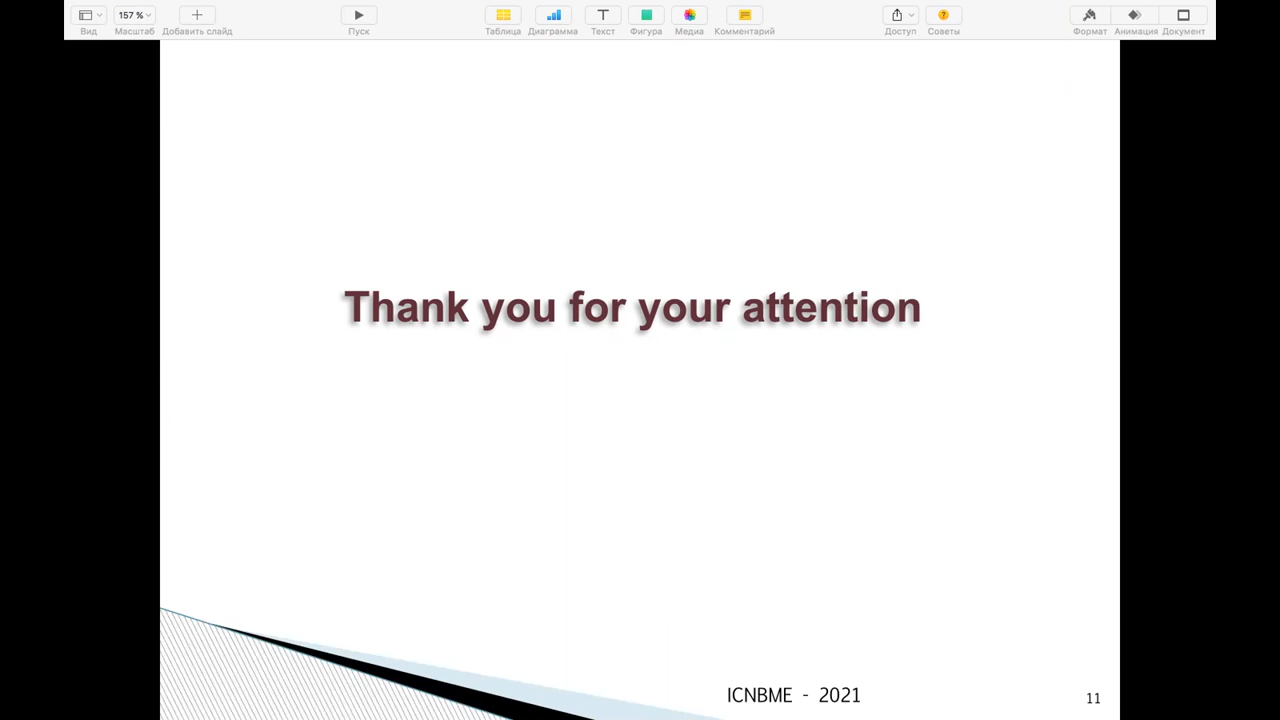 157 %
Вид Масштаб Добавить слайд Пуск Таблица Диаграмма Текст Фигура Медиа Комментарий Доступ Советы Формат Анимация Документ
Thank you for your attention
ICNBME - 2021
11